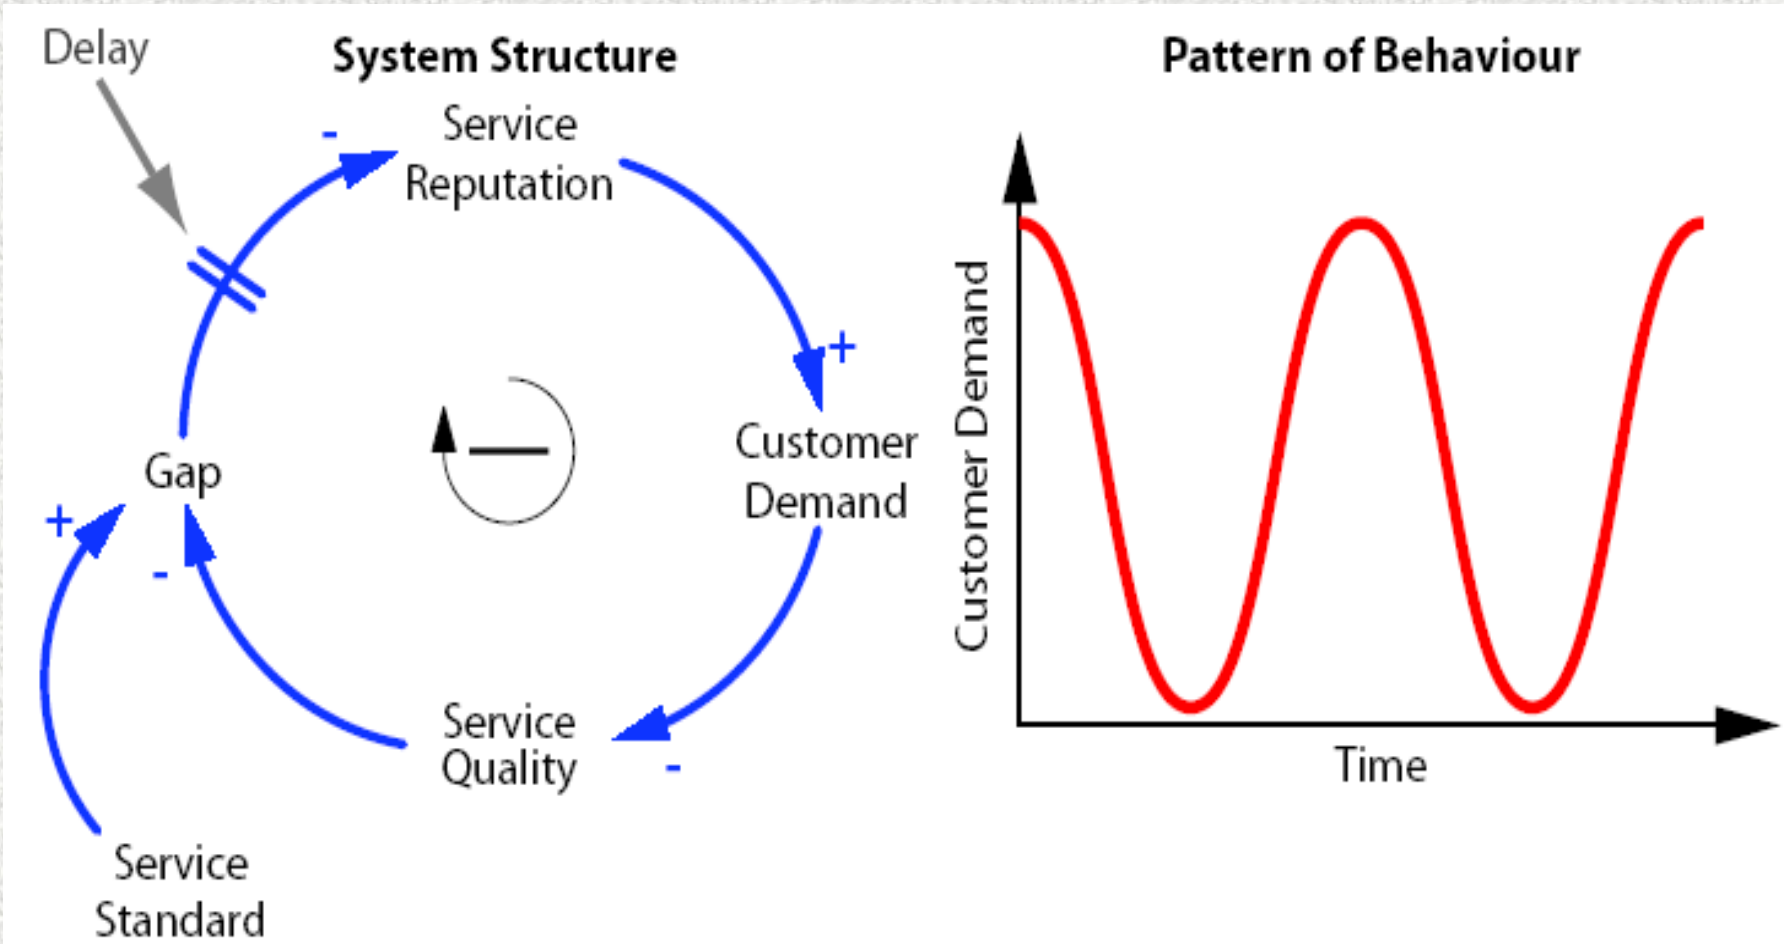 Delay
System Structure
Pattern of Behaviour
-
Service
Reputation
+
Customer
Demand
Gap
+
-
Service
Quality
-
Service
Standard
Customer Demand
Time